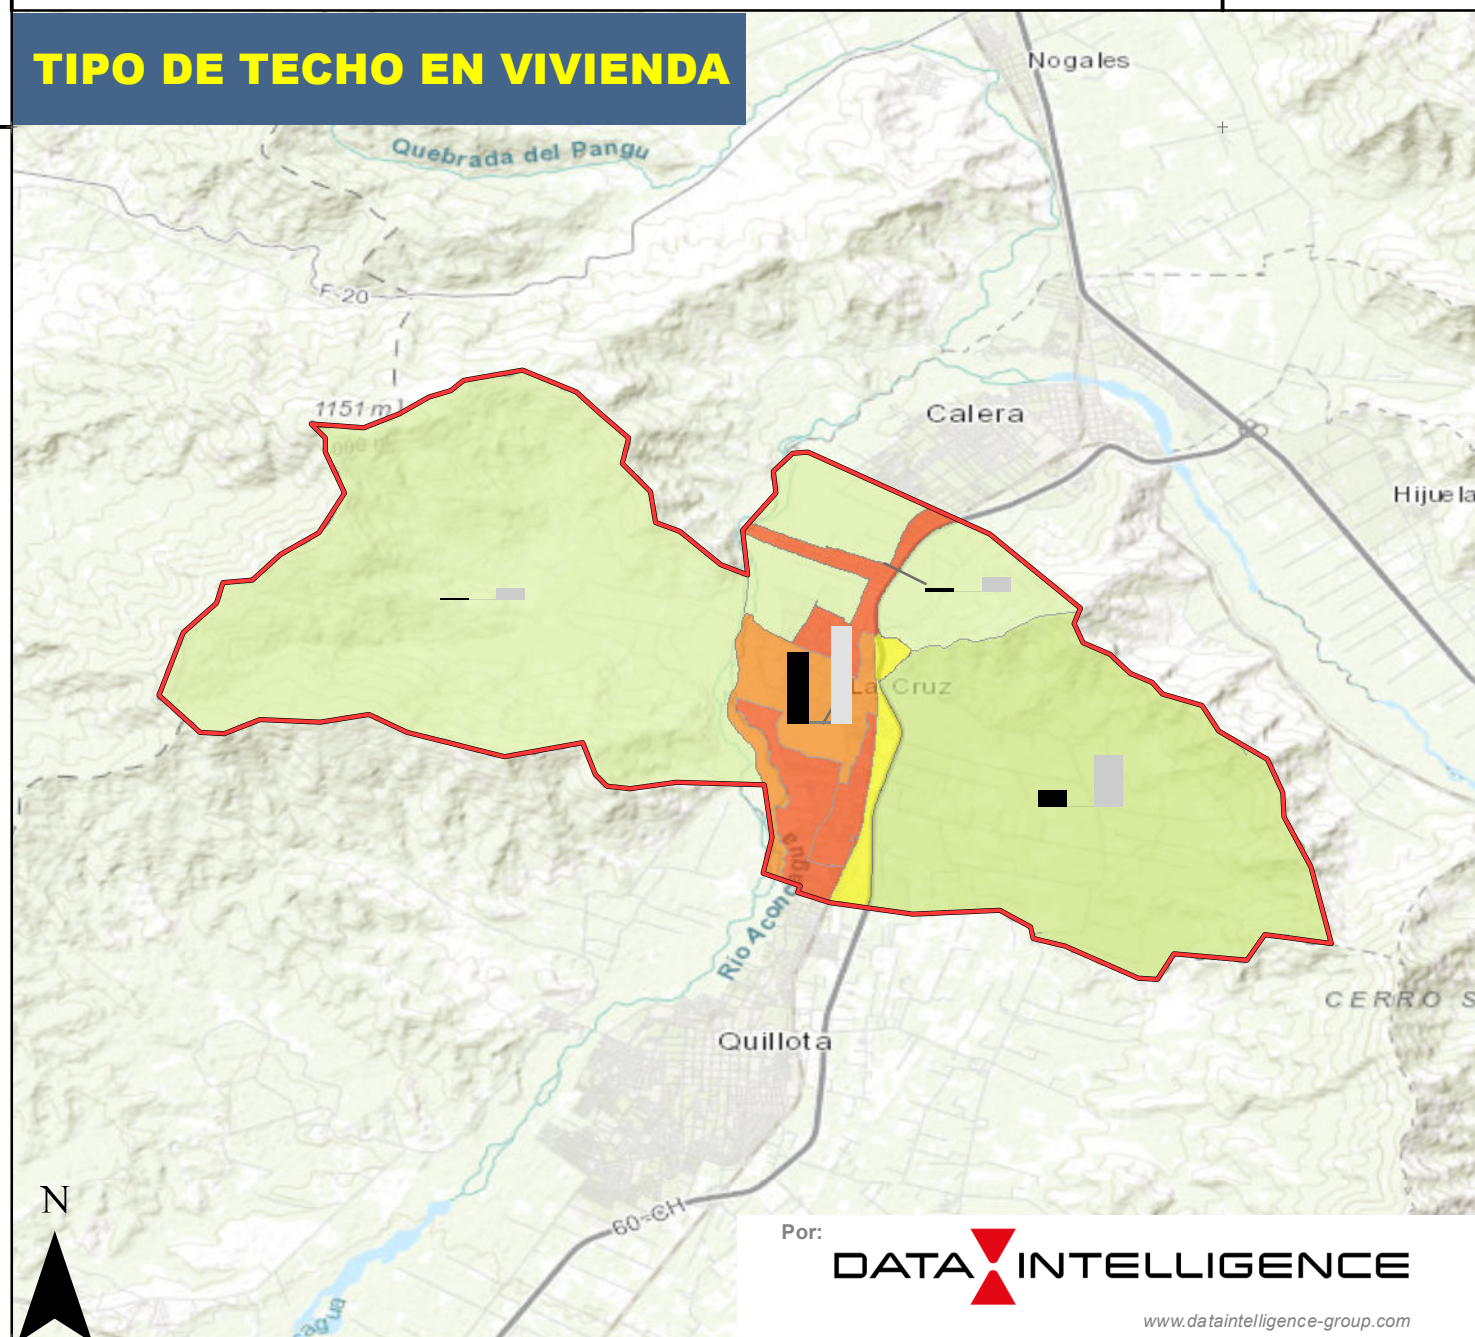 TIPO DE TECHO EN VIVIENDA
Nogales
Quebrada del Pangu
F-20
1151 m
Calera
Hijuela
La Cruz
Río Aconcagua
CERRO S
Quillota
60-CH
N
agua
Por:
DATA INTELLIGENCE
www.dataintelligence-group.com